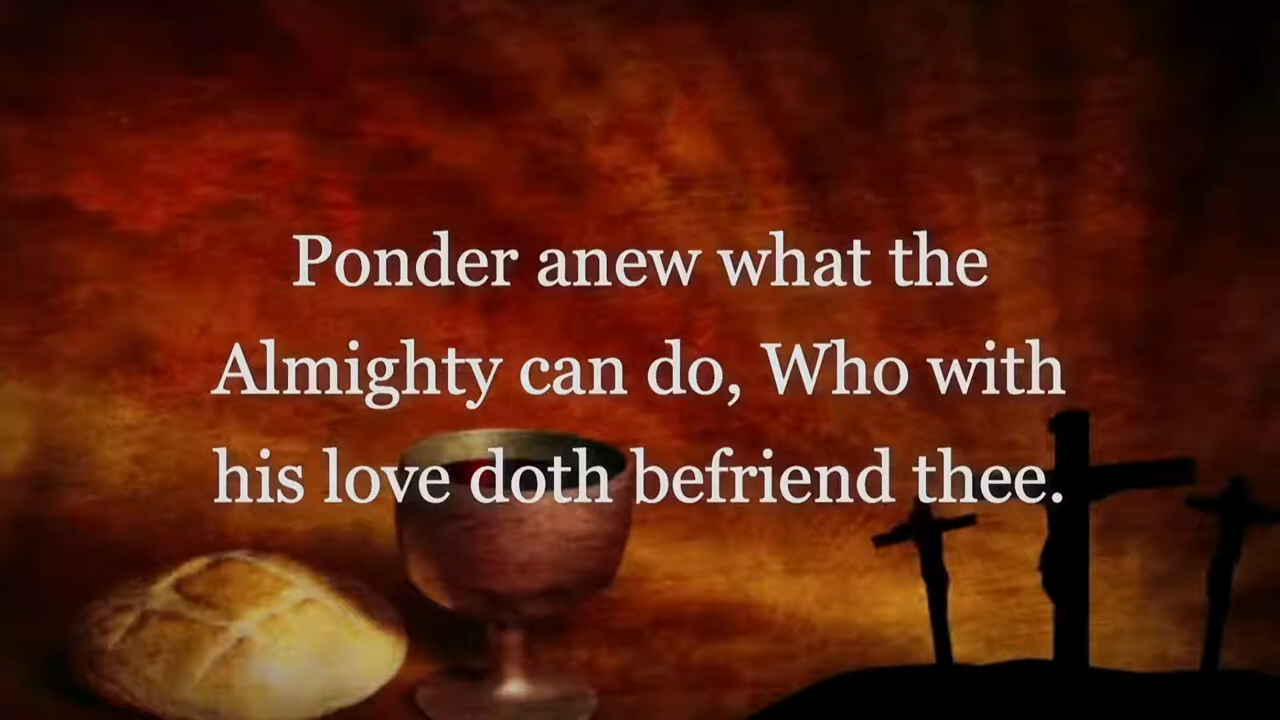 Ponder anew what the
Almighty can do, Who with
his love doth befriend thee.